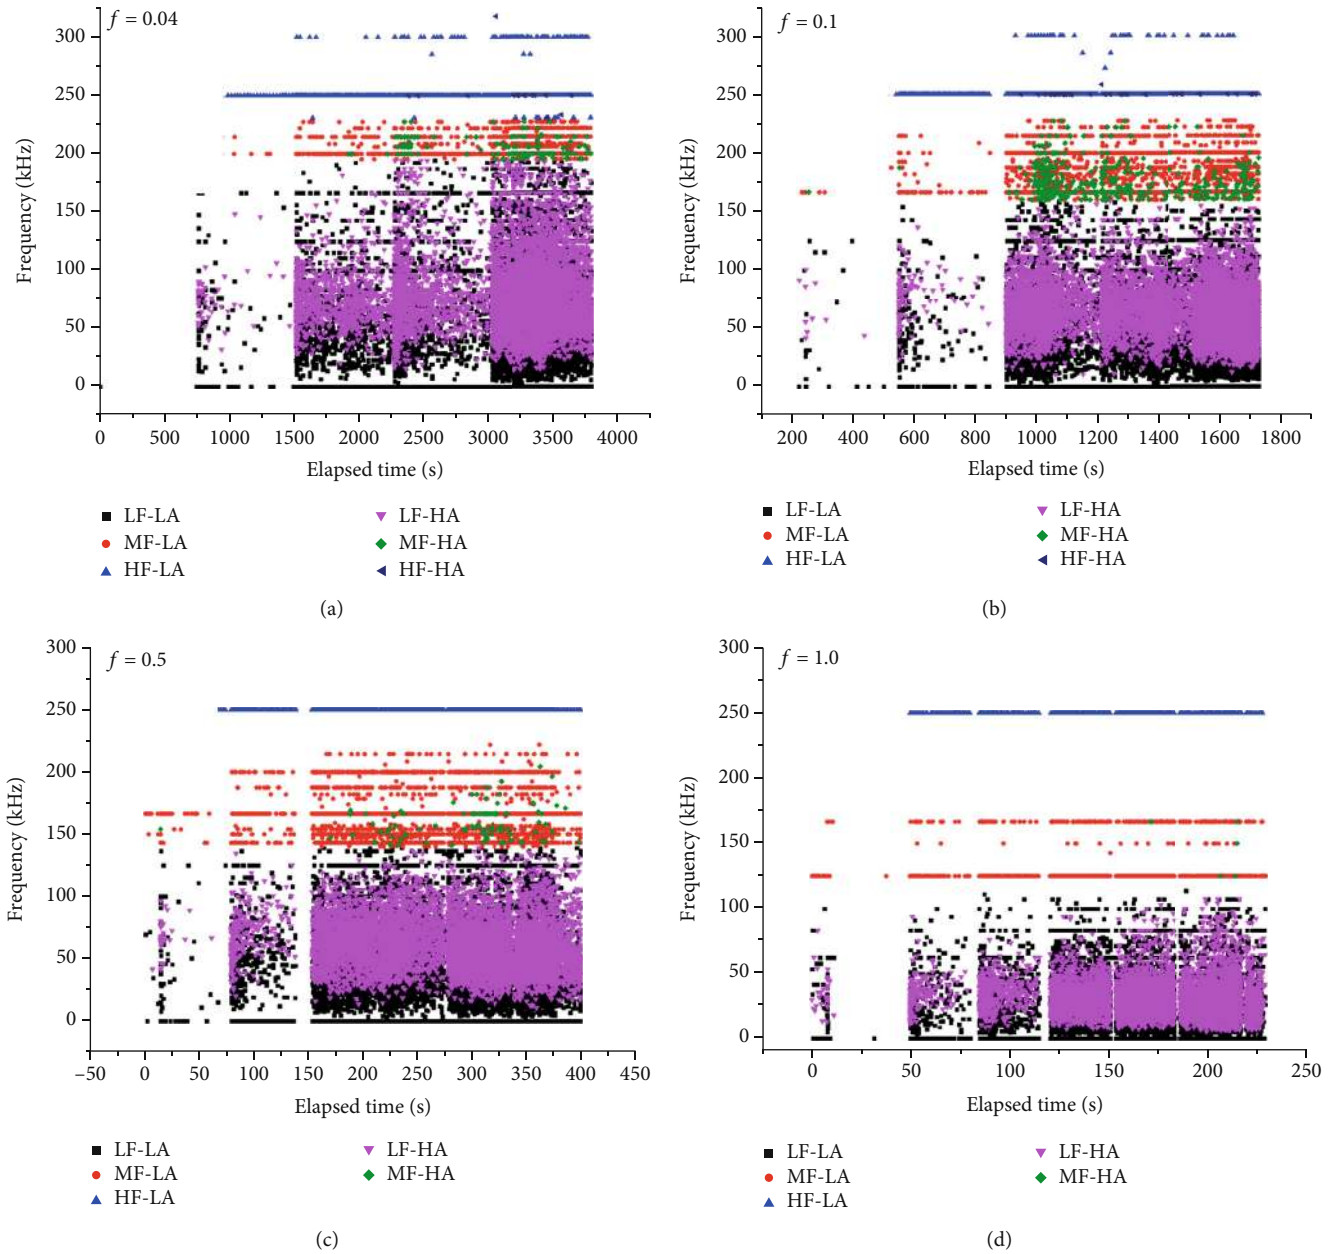 f = 0.04
300
250
200
150
100
50
0
Frequency (kHz)
0 500 1000 1500 2000 2500 3000 3500 4000
Elapsed time (s)
LF-LA LF-HA
MF-LA MF-HA
HF-LA HF-HA
(a)
f = 0.1
300
250
200
150
100
50
0
Frequency (kHz)
200 400 600 800 1000 1200 1400 1600 1800
Elapsed time (s)
LF-LA LF-HA
MF-LA MF-HA
HF-LA HF-HA
(b)
f = 0.5
300
250
200
150
100
50
0
Frequency (kHz)
−50 0 50 100 150 200 250 300 350 400 450
Elapsed time (s)
LF-LA LF-HA
MF-LA MF-HA
HF-LA
(c)
f = 1.0
300
250
200
150
100
50
0
Frequency (kHz)
0 50 100 150 200 250
Elapsed time (s)
LF-LA LF-HA
MF-LA MF-HA
HF-LA
(d)